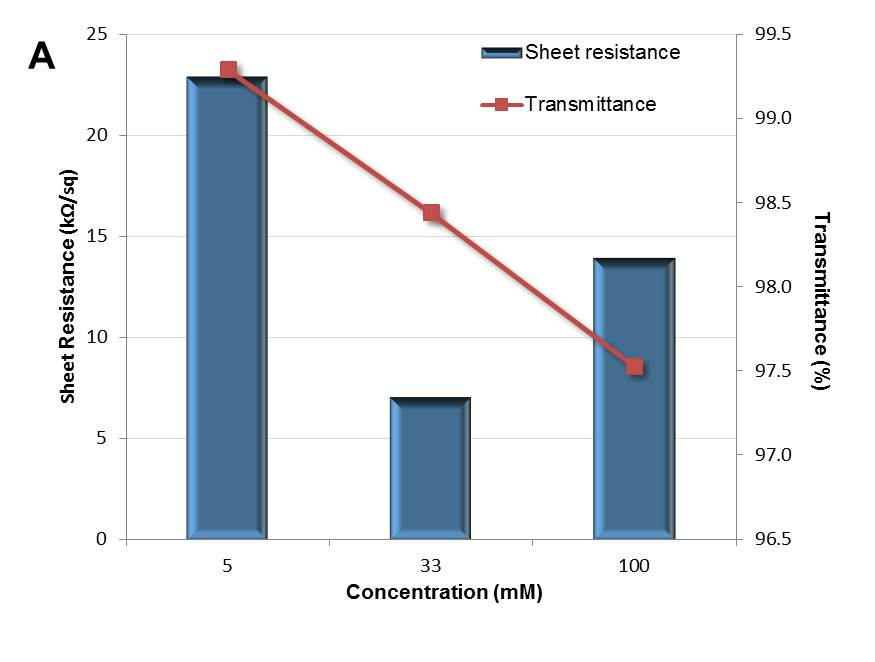 A
Sheet resistance
Transmittance
25
20
15
10
5
0
Sheet Resistance (kΩ/sq)
99.5
99.0
98.5
98.0
97.5
97.0
96.5
Transmittance (%)
5 33 100
Concentration (mM)